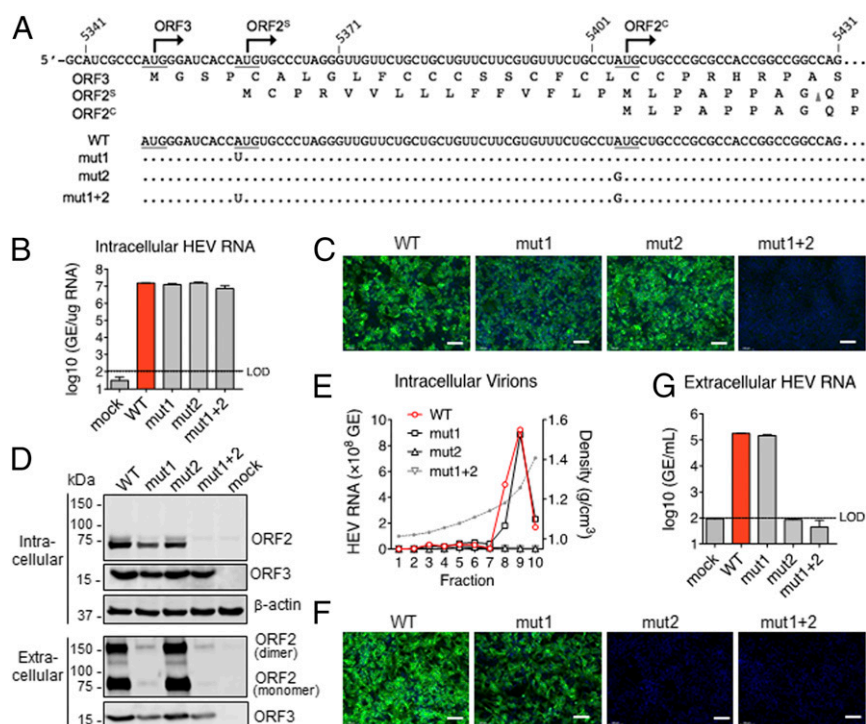 A
5341 5371 5401 5431
ORF3 ORF2ˢ ORF2ᶜ
5'-GCAUCGCCCAUGGGAUCACCAUGUGCCCUAGGGUUGUUCUGCUGCUGUUCUUCGUGUUUCUGCCUAUGCUGCCCGCGCCACCGGCCGGCCAG...
ORF3 M G S P C A L G L F C C C S S C F C L C C P R H R P A S
ORF2ˢ M C P R V V L L L F F V F L P M L P A P P A G Q P
ORF2ᶜ M L P A P P A G Q P
WT AUGGGAUCACCAUGUGCCCUAGGGUUGUUCUGCUGCUGUUCUUCGUGUUUCUGCCUAUGCUGCCCGCGCCACCGGCCGGCCAG...
mut1 ...........U..........................................................................
mut2 ...........................................................G..........................
mut1+2 ...........U...............................................G..........................
B
Intracellular HEV RNA
log10 (GE/ug RNA)
8
7
6
5
4
3
2
1
LOD
mock WT mut1 mut2 mut1+2
C
WT mut1 mut2 mut1+2
D
kDa WT mut1 mut2 mut1+2 mock
Intra-cellular
150
100
75
ORF2
15
ORF3
37
β-actin
Extra-cellular
150
100
75
ORF2 (dimer)
ORF2 (monomer)
15
ORF3
E
Intracellular Virions
HEV RNA (×10⁸ GE)
10
8
6
4
2
0
WT
mut1
mut2
mut1+2
1.6
1.4
1.2
1.0
Density (g/cm³)
1 2 3 4 5 6 7 8 9 10
Fraction
G
Extracellular HEV RNA
log10 (GE/mL)
6
5
4
3
2
1
LOD
mock WT mut1 mut2 mut1+2
F
WT mut1 mut2 mut1+2